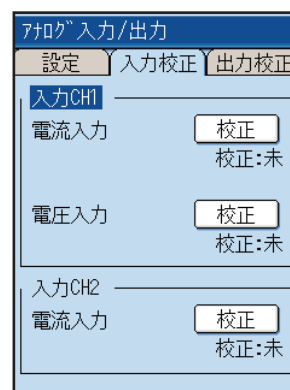 ｱﾅﾛｸﾞ入力/出力
設定 入力校正 出力校正
入力CH1
電流入力 校正
校正:未
電圧入力 校正
校正:未
入力CH2
電流入力 校正
校正:未